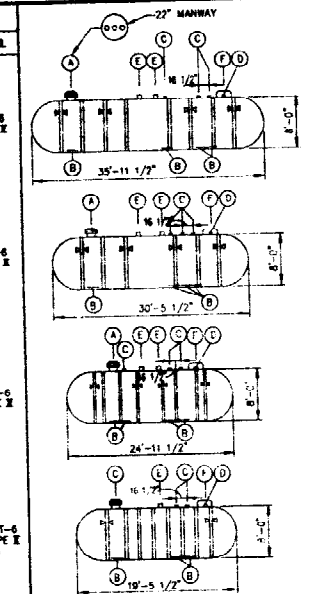 22" MANWAY
C C
A E E F D
16 1/2"
8'-0"
B B B
35'-11 1/2"
A E E C F D
16 1/2"
8'-0"
B B
30'-5 1/2"
A C E E C F D
16 1/2"
8'-0"
B B
24'-11 1/2"
C E C F D
16 1/2"
8'-0"
B B
19'-5 1/2"